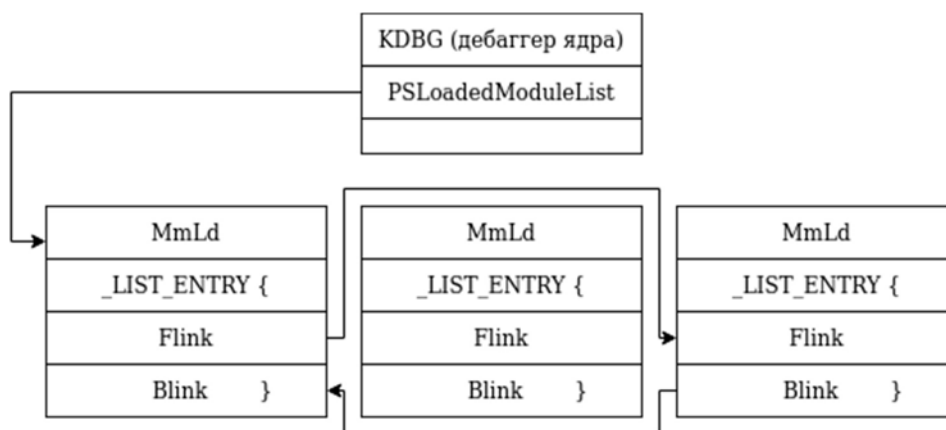 KDBG (дебаггер ядра)
PSLoadedModuleList
MmLd
_LIST_ENTRY {
Flink
Blink }
MmLd
_LIST_ENTRY {
Flink
Blink }
MmLd
_LIST_ENTRY {
Flink
Blink }